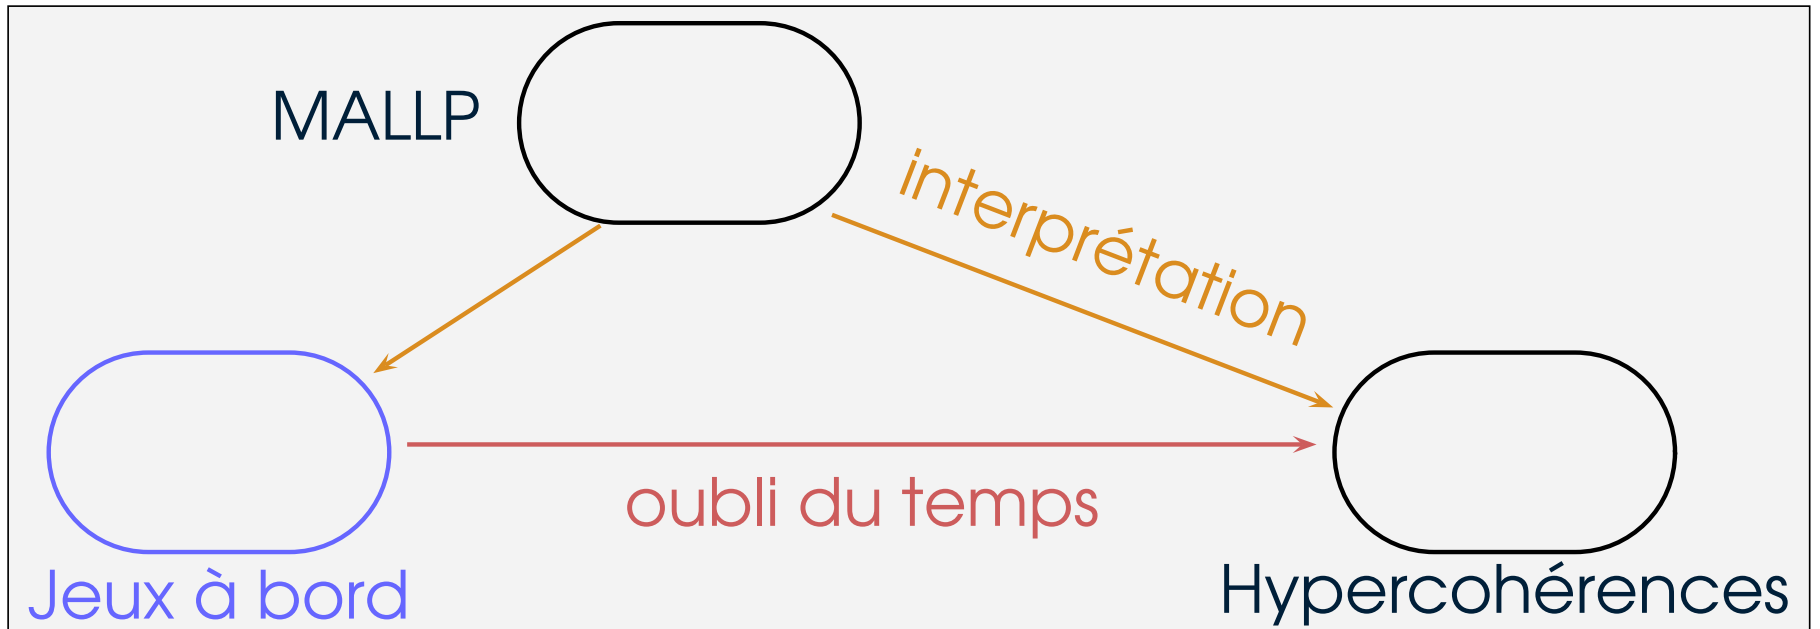 MALLP
interprétation
oubli du temps
Jeux à bord
Hypercohérences